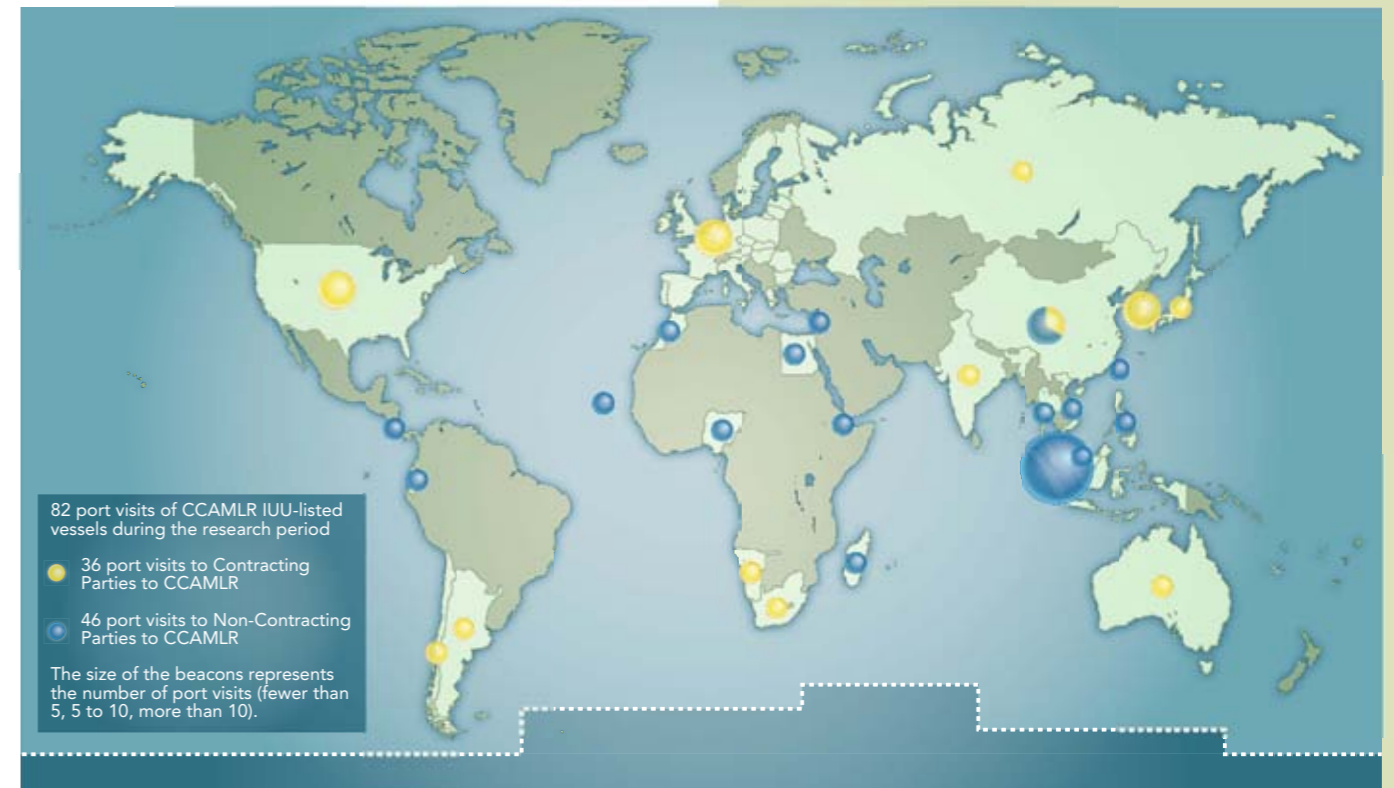 82 port visits of CCAMLR IUU-listed
vessels during the research period
36 port visits to Contracting
Parties to CCAMLR
46 port visits to Non-Contracting
Parties to CCAMLR
The size of the beacons represents
the number of port visits (fewer than
5, 5 to 10, more than 10).